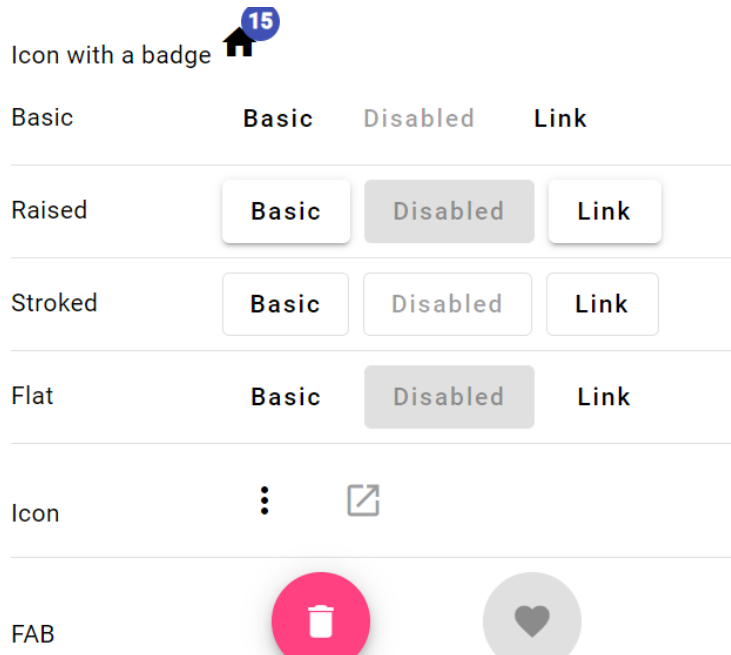 15
Icon with a badge
Basic Basic Disabled Link
Raised Basic Disabled Link
Stroked Basic Disabled Link
Flat Basic Disabled Link
Icon
FAB